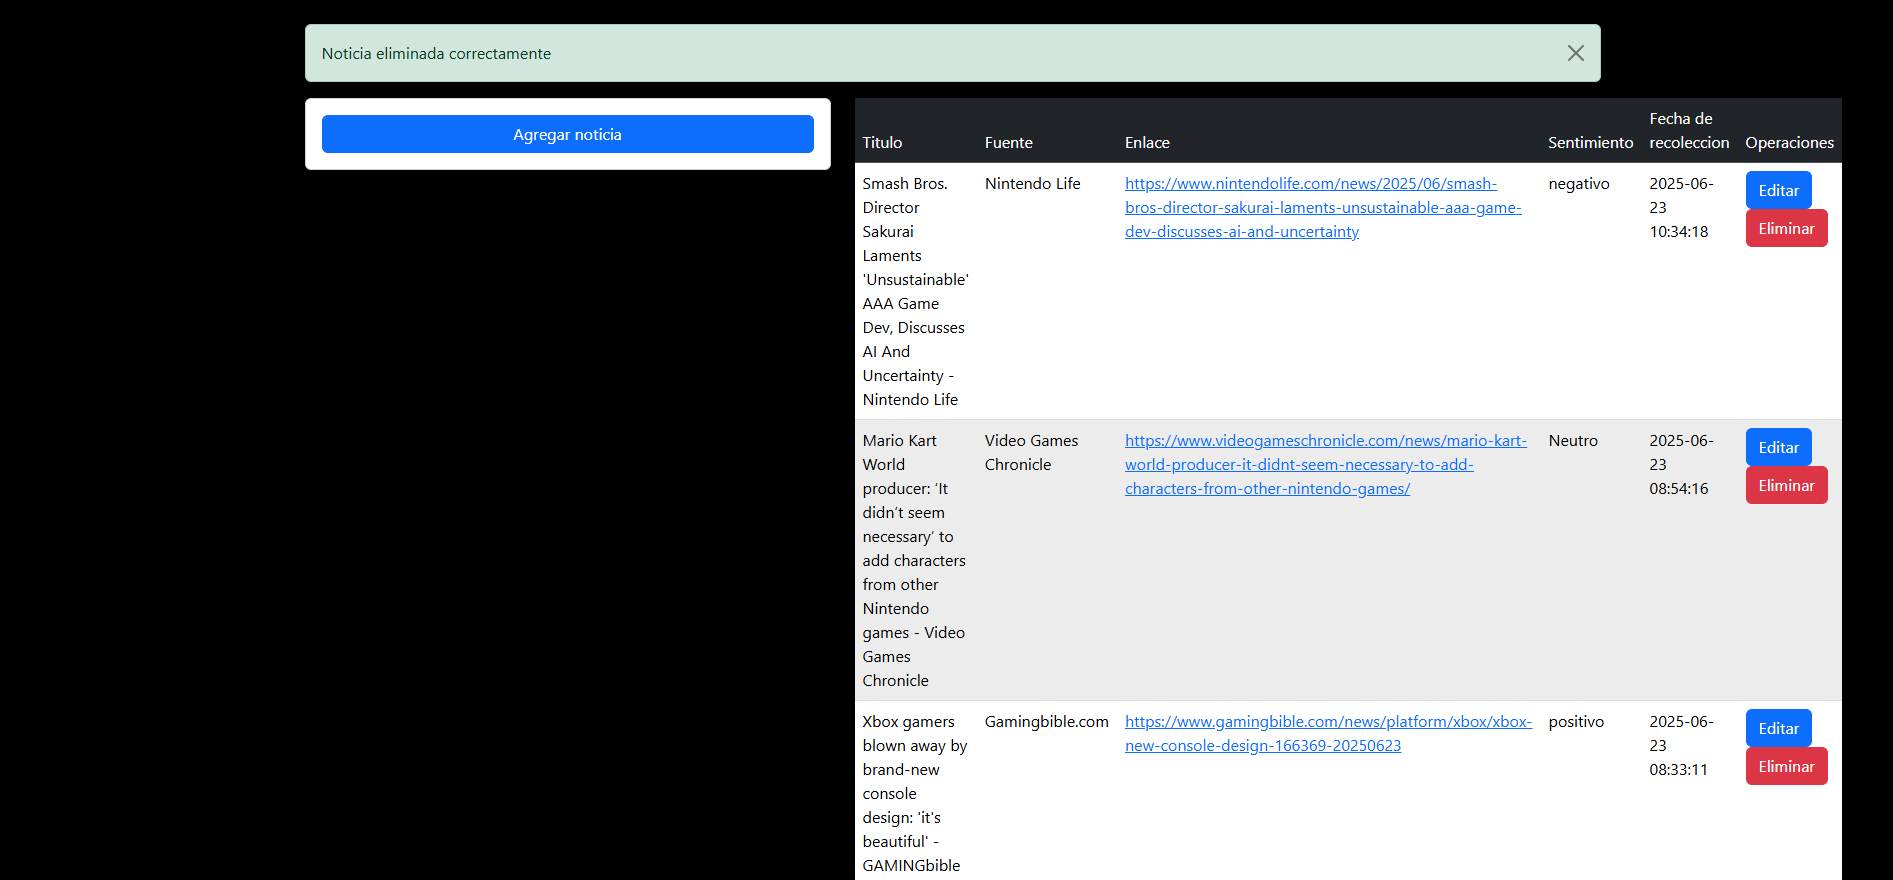 Noticia eliminada correctamente
Agregar noticia
Titulo
Fuente
Enlace
Sentimiento
Fecha de
recoleccion
Operaciones
Smash Bros.
Director
Sakurai
Laments
'Unsustainable'
AAA Game
Dev, Discusses
AI And
Uncertainty -
Nintendo Life
Nintendo Life
https://www.nintendolife.com/news/2025/06/smash-
bros-director-sakurai-laments-unsustainable-aaa-game-
dev-discusses-ai-and-uncertainty
negativo
2025-06-
23
10:34:18
Editar
Eliminar
Mario Kart
World
producer: ‘It
didn’t seem
necessary’ to
add characters
from other
Nintendo
games - Video
Games
Chronicle
Video Games
Chronicle
https://www.videogameschronicle.com/news/mario-kart-
world-producer-it-didnt-seem-necessary-to-add-
characters-from-other-nintendo-games/
Neutro
2025-06-
23
08:54:16
Editar
Eliminar
Xbox gamers
blown away by
brand-new
console
design: 'it's
beautiful' -
GAMINGbible
Gamingbible.com
https://www.gamingbible.com/news/platform/xbox/xbox-
new-console-design-166369-20250623
positivo
2025-06-
23
08:33:11
Editar
Eliminar